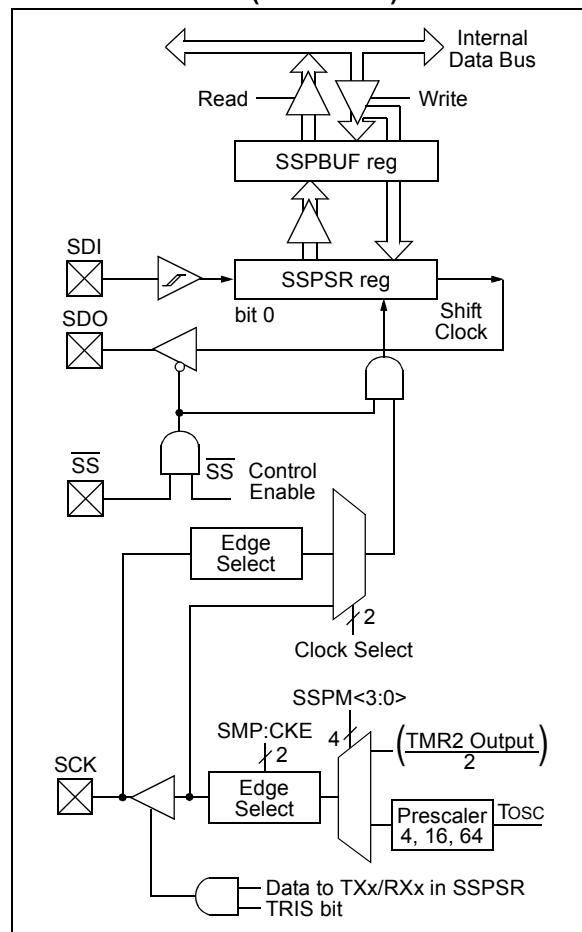 Internal
Data Bus
Read
Write
SSPBUF reg
SDI
SSPSR reg
bit 0
Shift
Clock
SDO
SS
SS
Control
Enable
Edge
Select
2
Clock Select
SSPM<3:0>
SMP:CKE
4
2
(TMR2 Output
2)
SCK
Edge
Select
Prescaler
4, 16, 64
TOSC
Data to TXx/RXx in SSPSR
TRIS bit